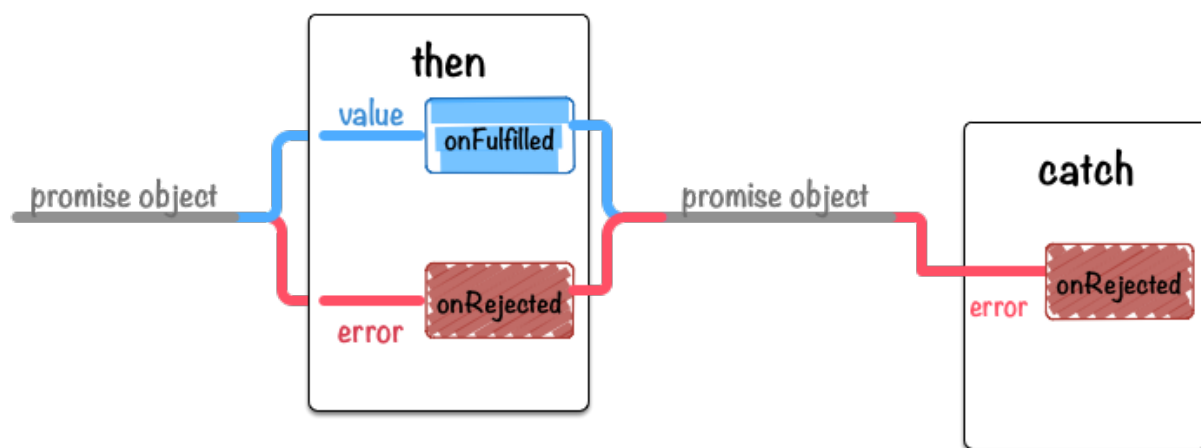 then
value
onFulfilled
promise object
onRejected
error
promise object
catch
onRejected
error